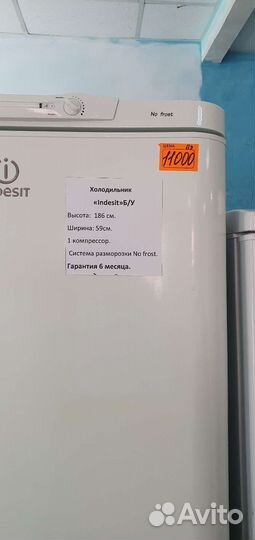 No frost
ЦЕНА
11000
INDESIT
Холодильник
«Indesit»Б/У
Высота: 186 см.
Ширина: 59см.
1 компрессор.
Система разморозки No frost.
Гарантия 6 месяца.
Avito